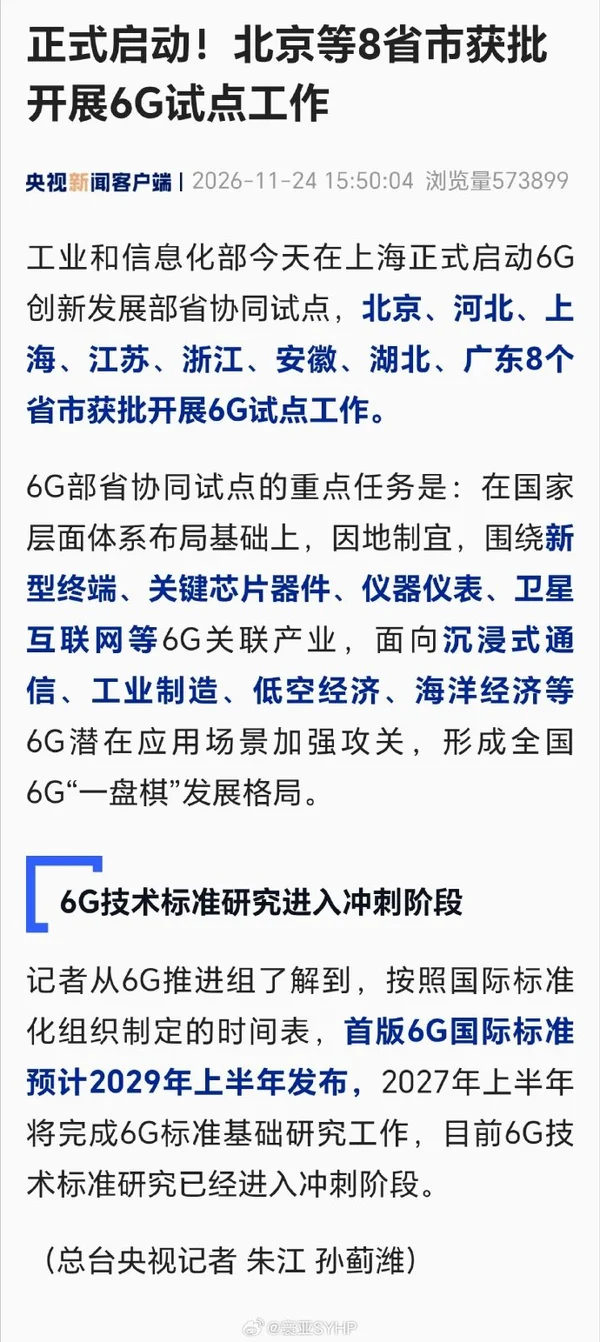 正式启动！北京等8省市获批
开展6G试点工作
央视新闻客户端 | 2026-11-24 15:50:04 浏览量573899
工业和信息化部今天在上海正式启动6G
创新发展部省协同试点，北京、河北、上
海、江苏、浙江、安徽、湖北、广东8个
省市获批开展6G试点工作。
6G部省协同试点的重点任务是：在国家
层面体系布局基础上，因地制宜，围绕新
型终端、关键芯片器件、仪器仪表、卫星
互联网等6G关联产业，面向沉浸式通
信、工业制造、低空经济、海洋经济等
6G潜在应用场景加强攻关，形成全国
6G“一盘棋”发展格局。
6G技术标准研究进入冲刺阶段
记者从6G推进组了解到，按照国际标准
化组织制定的时间表，首版6G国际标准
预计2029年上半年发布，2027年上半年
将完成6G标准基础研究工作，目前6G技
术标准研究已经进入冲刺阶段。
（总台央视记者 朱江 孙蓟潍）